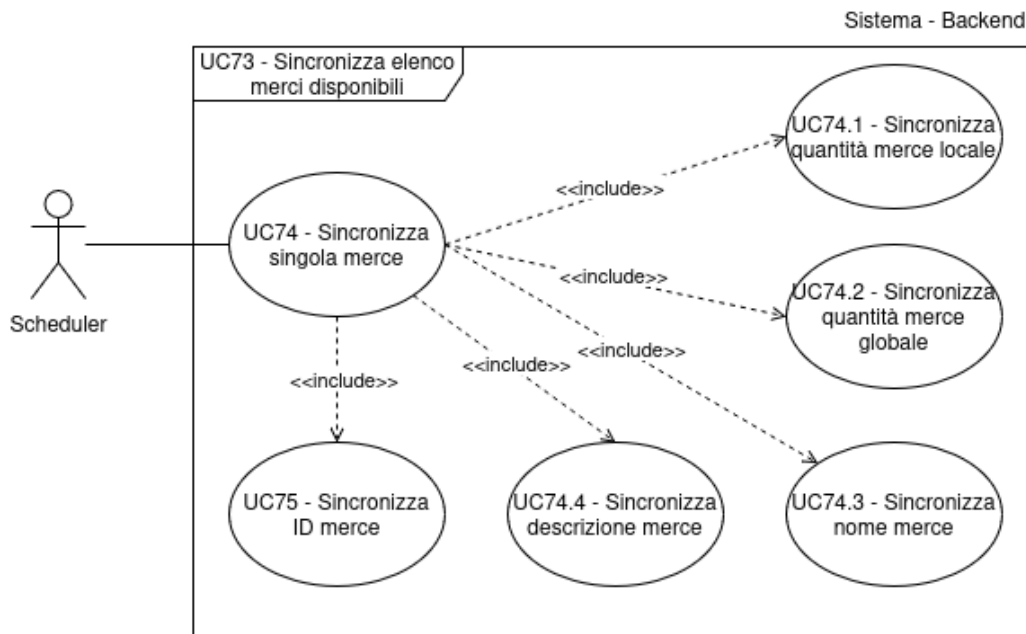 Sistema - Backend
UC73 - Sincronizza elenco
merci disponibili
UC74.1 - Sincronizza
quantità merce locale
<<include>>
UC74 - Sincronizza
singola merce
<<include>>
UC74.2 - Sincronizza
quantità merce
globale
Scheduler
<<include>>
<<include>>
<<include>>
UC75 - Sincronizza
ID merce
UC74.4 - Sincronizza
descrizione merce
UC74.3 - Sincronizza
nome merce